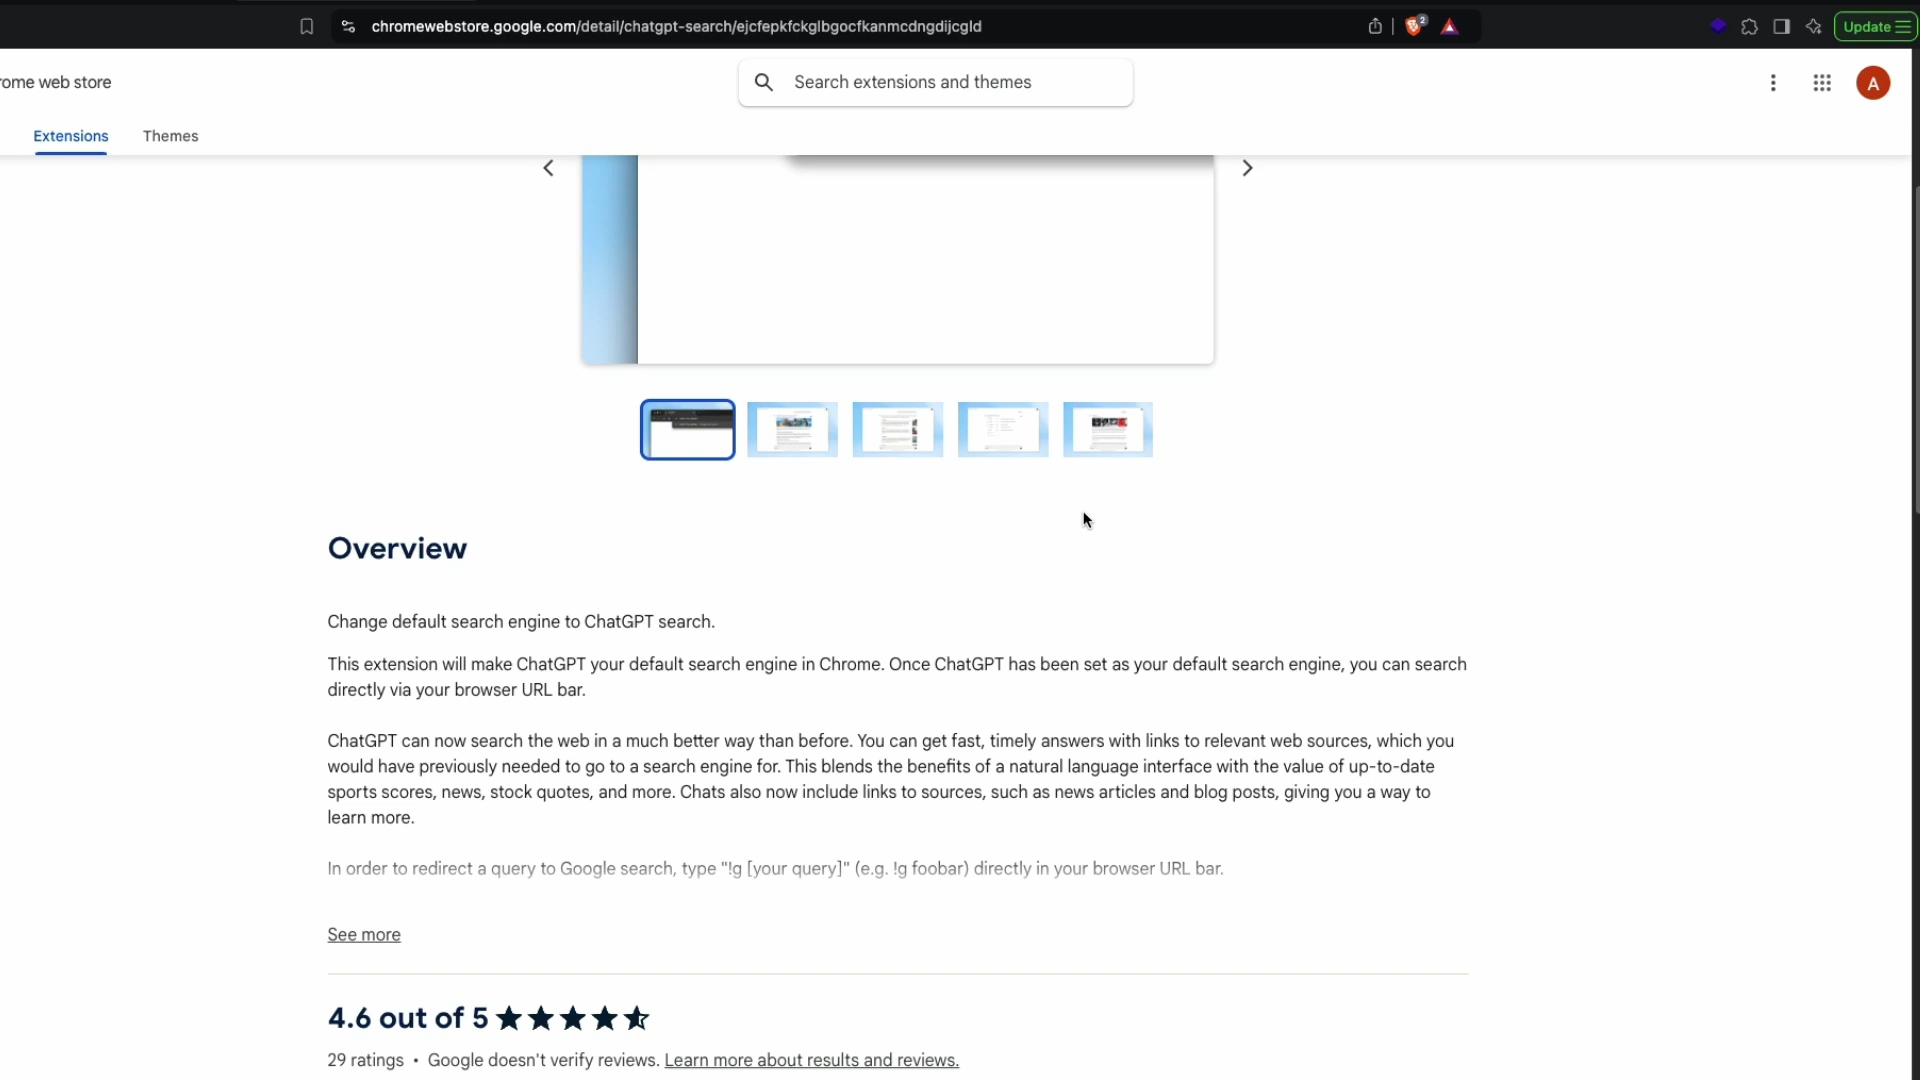 chromewebstore.google.com/detail/chatgpt-search/ejcfepkfckglbgocfkanmcdngdijcgld
2
Update
rome web store
Search extensions and themes
A
Extensions
Themes
Overview
Change default search engine to ChatGPT search.
This extension will make ChatGPT your default search engine in Chrome. Once ChatGPT has been set as your default search engine, you can search
directly via your browser URL bar.
ChatGPT can now search the web in a much better way than before. You can get fast, timely answers with links to relevant web sources, which you
would have previously needed to go to a search engine for. This blends the benefits of a natural language interface with the value of up-to-date
sports scores, news, stock quotes, and more. Chats also now include links to sources, such as news articles and blog posts, giving you a way to
learn more.
In order to redirect a query to Google search, type "!g [your query]" (e.g. !g foobar) directly in your browser URL bar.
See more
4.6 out of 5
29 ratings • Google doesn't verify reviews. Learn more about results and reviews.